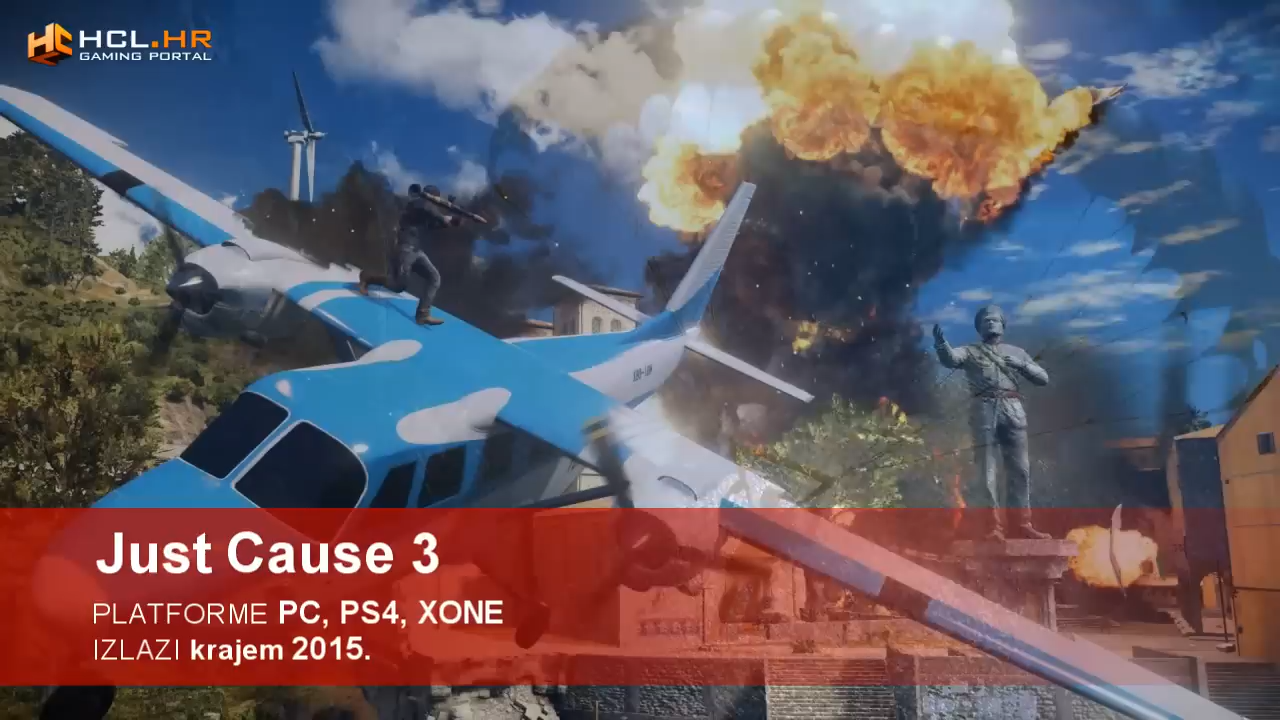 HCL.HR
GAMING PORTAL
Just Cause 3
PLATFORME PC, PS4, XONE
IZLAZI krajem 2015.